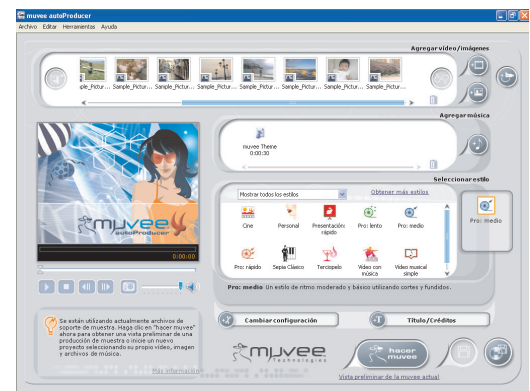 muvee autoProducer
Archivo Editar Herramientas Ayuda
Agregar vídeo/imágenes
ple_Pictur... Sample_Pictur... Sample_Pictur... Sample_Pictur... Sample_Pictur... Sample_Pictur... Sample_Pictur...
Agregar música
muvee Theme
0:00:30
Seleccionar estilo
Mostrar todos los estilos
Obtener más estilos
Cine
Personal
Presentación rápido
Pro: lento
Pro: medio
Pro: medio
Pro: rápido
Sepia Clásico
Terciopelo
Video con música
Video musical simple
Pro: medio Un estilo de ritmo moderado y básico utilizando cortes y fundidos.
muvee 4
autoProducer
0:00:00
Se están utilizando actualmente archivos de
soporte de muestra. Haga clic en "hacer muvee"
ahora para obtener una vista preliminar de una
producción de muestra o inicie un nuevo
proyecto seleccionando su propio video, imagen
y archivos de música.
Más información
Cambiar configuración
Título/Créditos
muvee
Technologies
hacer
muvee
Vista preliminar de la muvee actual